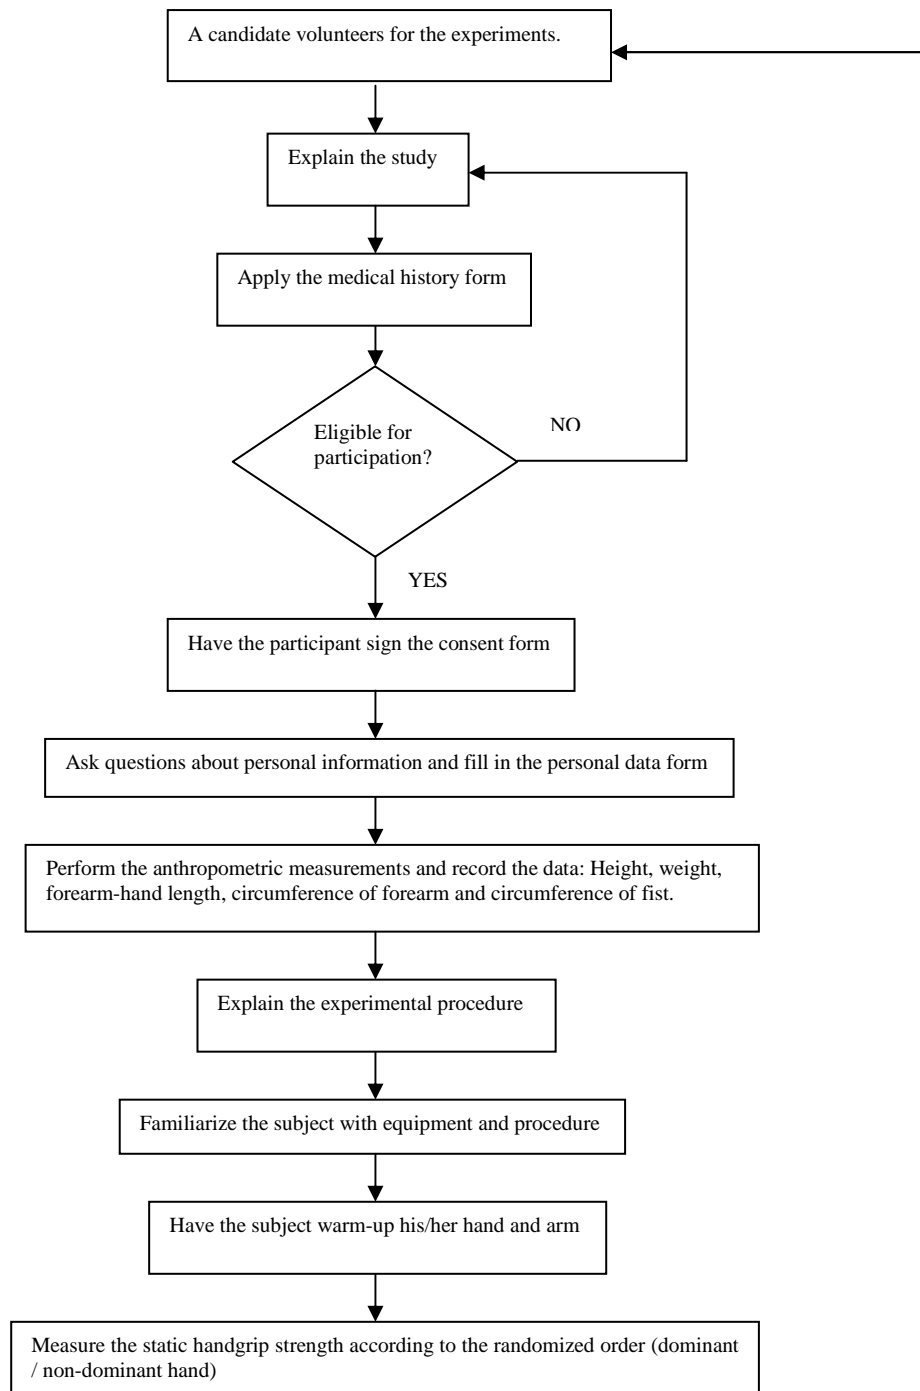 A candidate volunteers for the experiments.
Explain the study
Apply the medical history form
Eligible for
participation?
NO
YES
Have the participant sign the consent form
Ask questions about personal information and fill in the personal data form
Perform the anthropometric measurements and record the data: Height, weight,
forearm-hand length, circumference of forearm and circumference of fist.
Explain the experimental procedure
Familiarize the subject with equipment and procedure
Have the subject warm-up his/her hand and arm
Measure the static handgrip strength according to the randomized order (dominant
/ non-dominant hand)